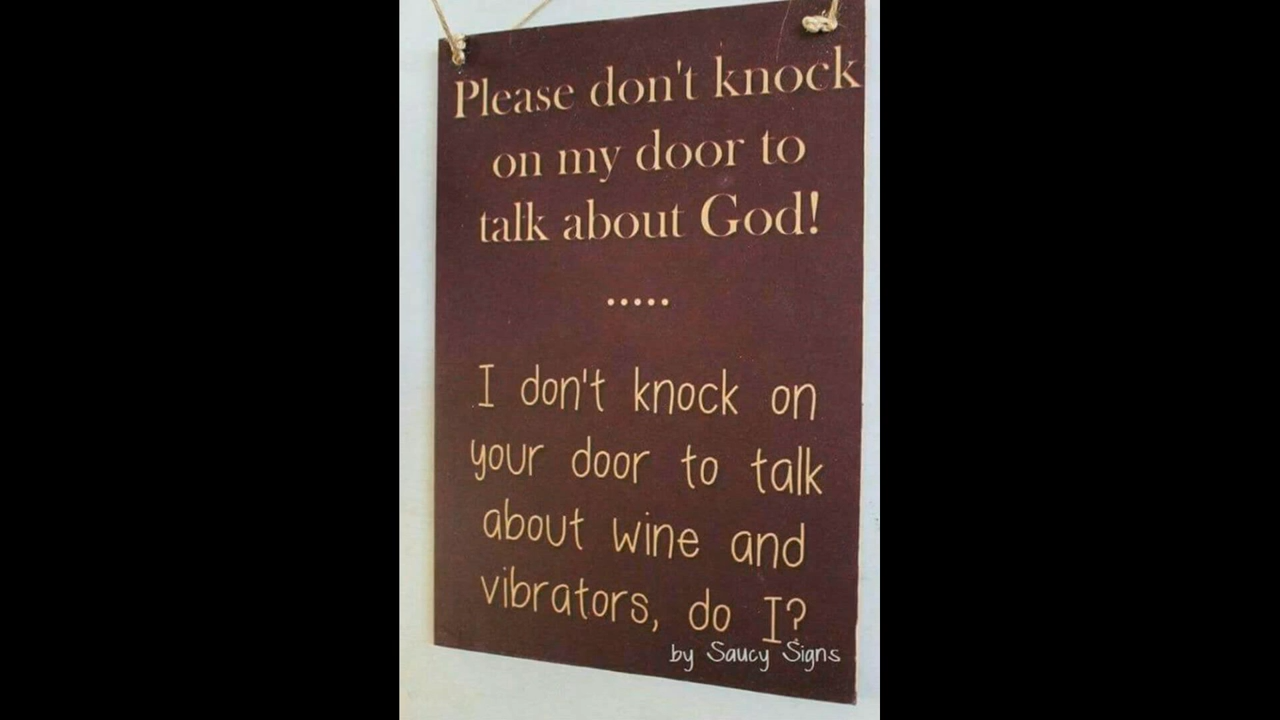 Please don't knock
on my door to
talk about God!
.....
I don't knock on
your door to talk
about wine and
vibrators, do I?
by Saucy Signs